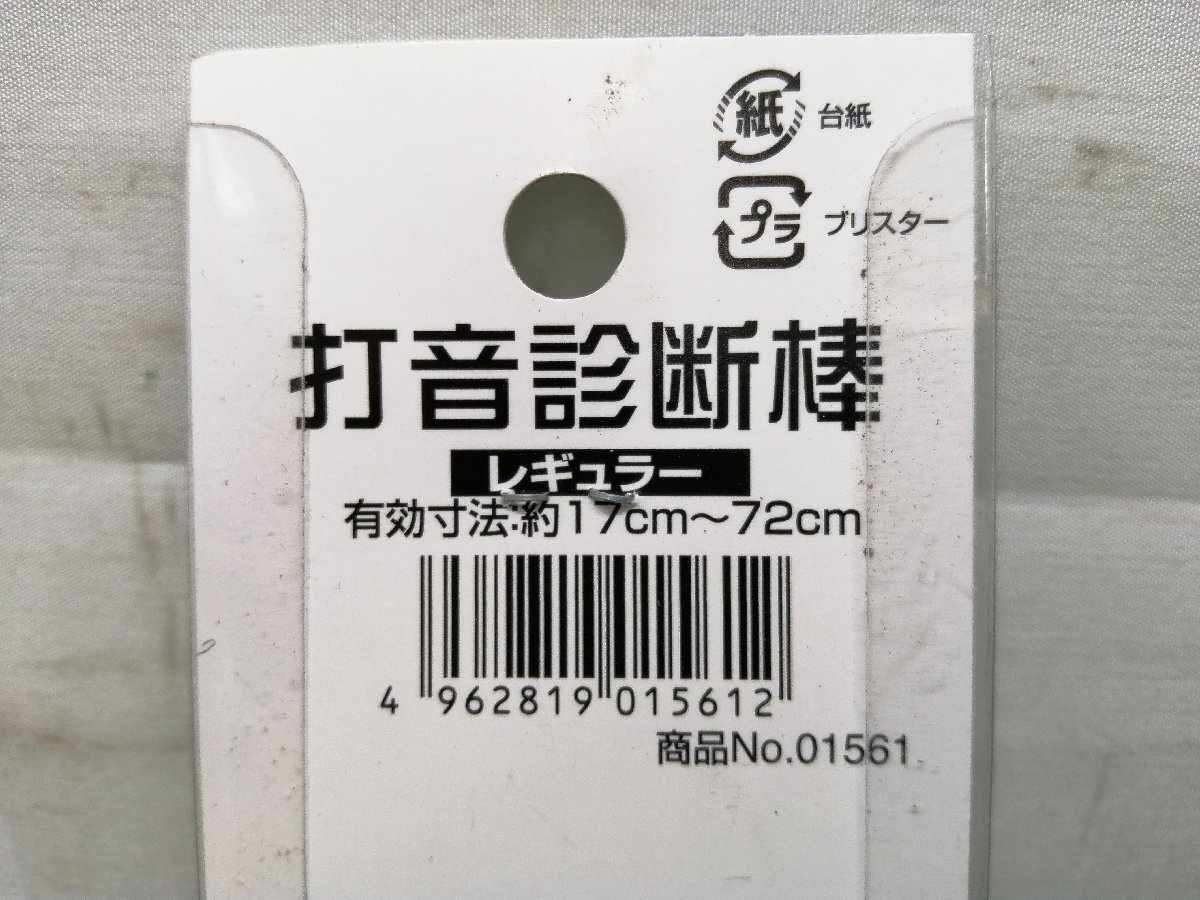 紙 台紙
プラ ブリスター
打音診断棒
レギュラー
有効寸法:約17cm〜72cm
4 962819 015612
商品No.01561